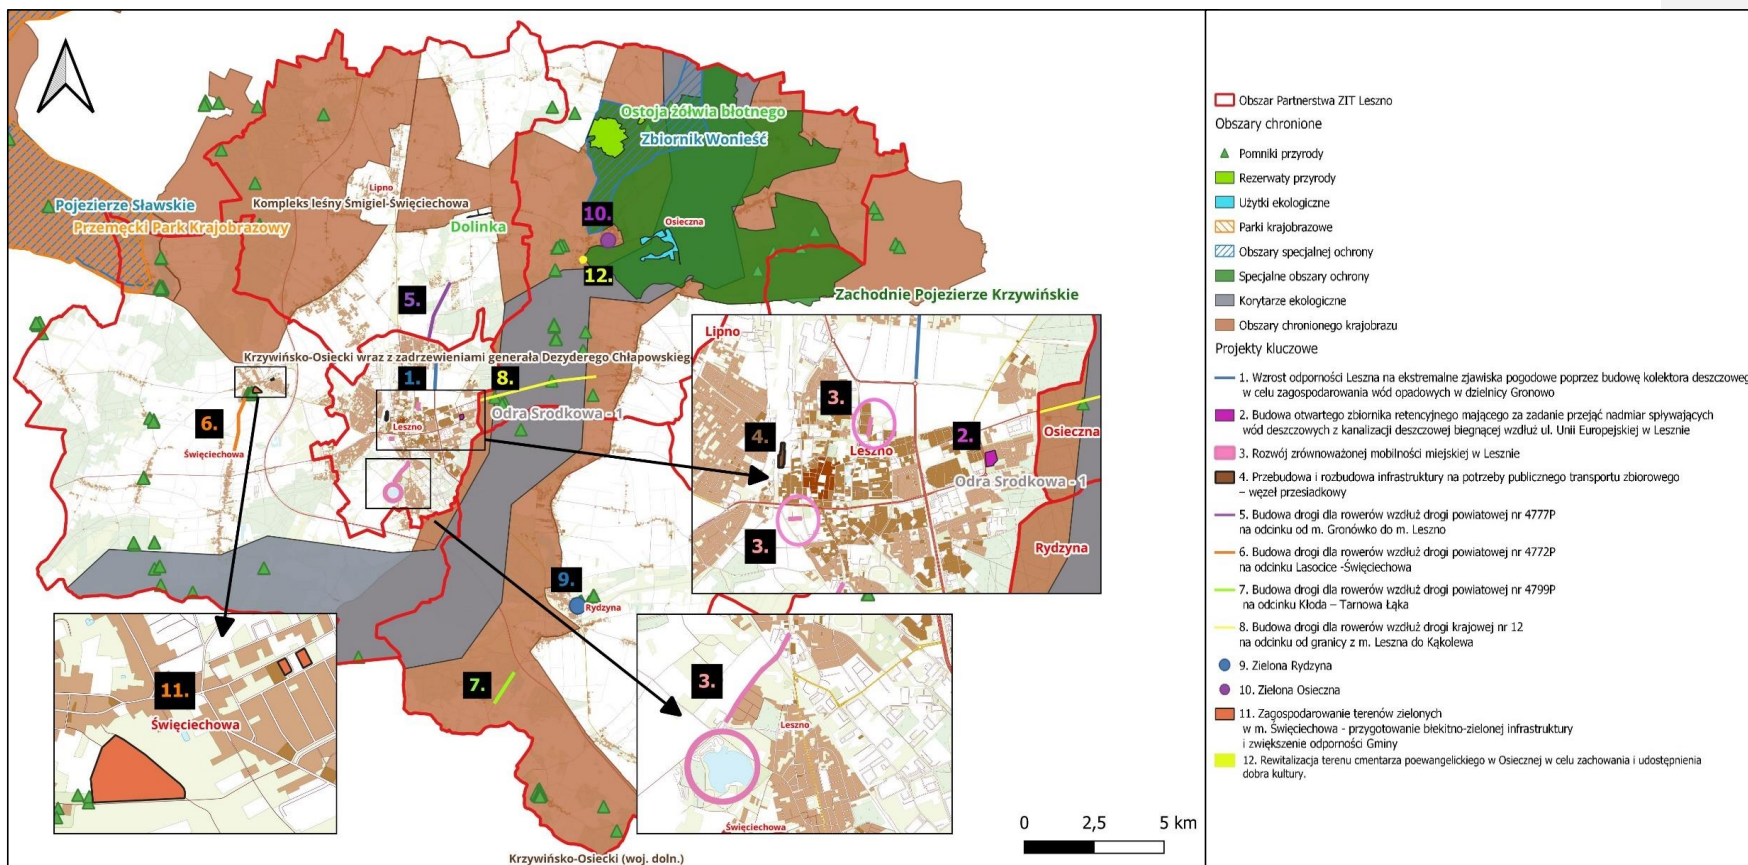 Ostoja żółwia błotnego
Zbiornik Wonieść
Lipno
Kompleks leśny Śmigiel-Święciechowa
Pojezierze Sławskie
Przemęcki Park Krajobrazowy
Dolinka
10.
Osieczna
12.
5.
Zachodnie Pojezierze Krzywińskie
Krzywińsko-Osiecki wraz z zadrzewieniami generała Dezyderego Chłapowskieg
1.
8.
Odra Srodkowa - 1
Leszno
6.
Święciechowa
9.
Rydzyna
7.
Krzywińsko-Osiecki (woj. doln.)
Lipno
3.
4.
Leszno
2.
Osieczna
Odra Srodkowa - 1
3.
Rydzyna
11.
Święciechowa
3.
Leszno
Święciechowa
0 2,5 5 km
Obszar Partnerstwa ZIT Leszno
Obszary chronione
Pomniki przyrody
Rezerwaty przyrody
Użytki ekologiczne
Parki krajobrazowe
Obszary specjalnej ochrony
Specjalne obszary ochrony
Korytarze ekologiczne
Obszary chronionego krajobrazu
Projekty kluczowe
1. Wzrost odporności Leszna na ekstremalne zjawiska pogodowe poprzez budowę kolektora deszczoweg
w celu zagospodarowania wód opadowych w dzielnicy Gronowo
2. Budowa otwartego zbiornika retencyjnego mającego za zadanie przejąć nadmiar spływających
wód deszczowych z kanalizacji deszczowej biegnącej wzdłuż ul. Unii Europejskiej w Lesznie
3. Rozwój zrównoważonej mobilności miejskiej w Lesznie
4. Przebudowa i rozbudowa infrastruktury na potrzeby publicznego transportu zbiorowego
– węzeł przesiadkowy
5. Budowa drogi dla rowerów wzdłuż drogi powiatowej nr 4777P
na odcinku od m. Gronówko do m. Leszno
6. Budowa drogi dla rowerów wzdłuż drogi powiatowej nr 4772P
na odcinku Lasocice -Święciechowa
7. Budowa drogi dla rowerów wzdłuż drogi powiatowej nr 4799P
na odcinku Kłoda – Tarnowa Łąka
8. Budowa drogi dla rowerów wzdłuż drogi krajowej nr 12
na odcinku od granicy z m. Leszna do Kąkolewa
9. Zielona Rydzyna
10. Zielona Osieczna
11. Zagospodarowanie terenów zielonych
w m. Święciechowa - przygotowanie błekitno-zielonej infrastruktury
i zwiększenie odporności Gminy
12. Rewitalizacja terenu cmentarza poewangelickiego w Osiecznej w celu zachowania i udostępnienia
dobra kultury.